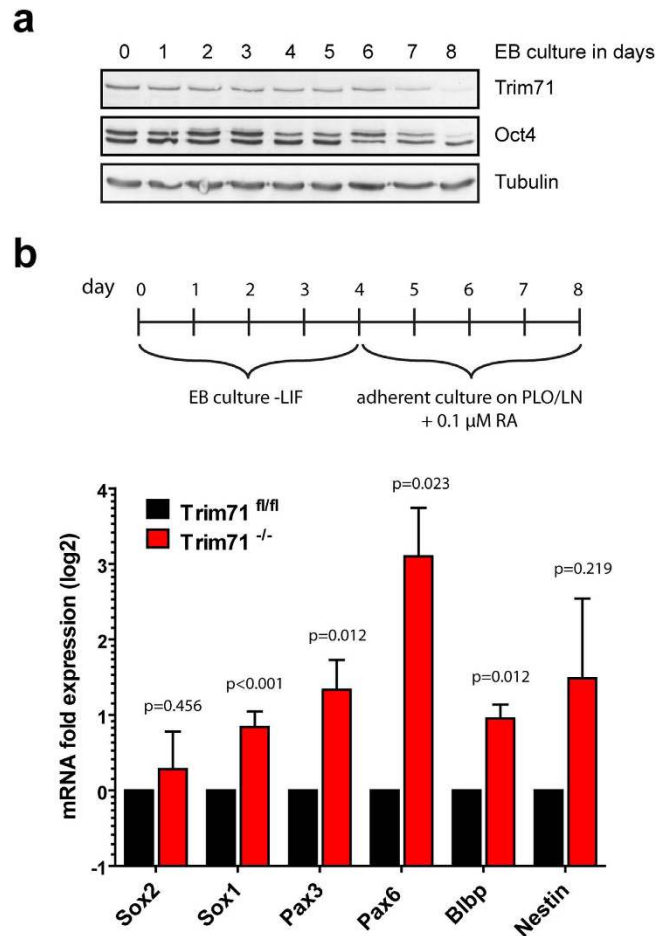 a
0 1 2 3 4 5 6 7 8 EB culture in days
Trim71
Oct4
Tubulin
b
day 0 1 2 3 4 5 6 7 8
EB culture -LIF
adherent culture on PLO/LN
+ 0.1 µM RA
mRNA fold expression (log2)
4
3
2
1
0
-1
Trim71 fl/fl
Trim71 -/-
p=0.456
p<0.001
p=0.012
p=0.023
p=0.012
p=0.219
Sox2
Sox1
Pax3
Pax6
Blbp
Nestin